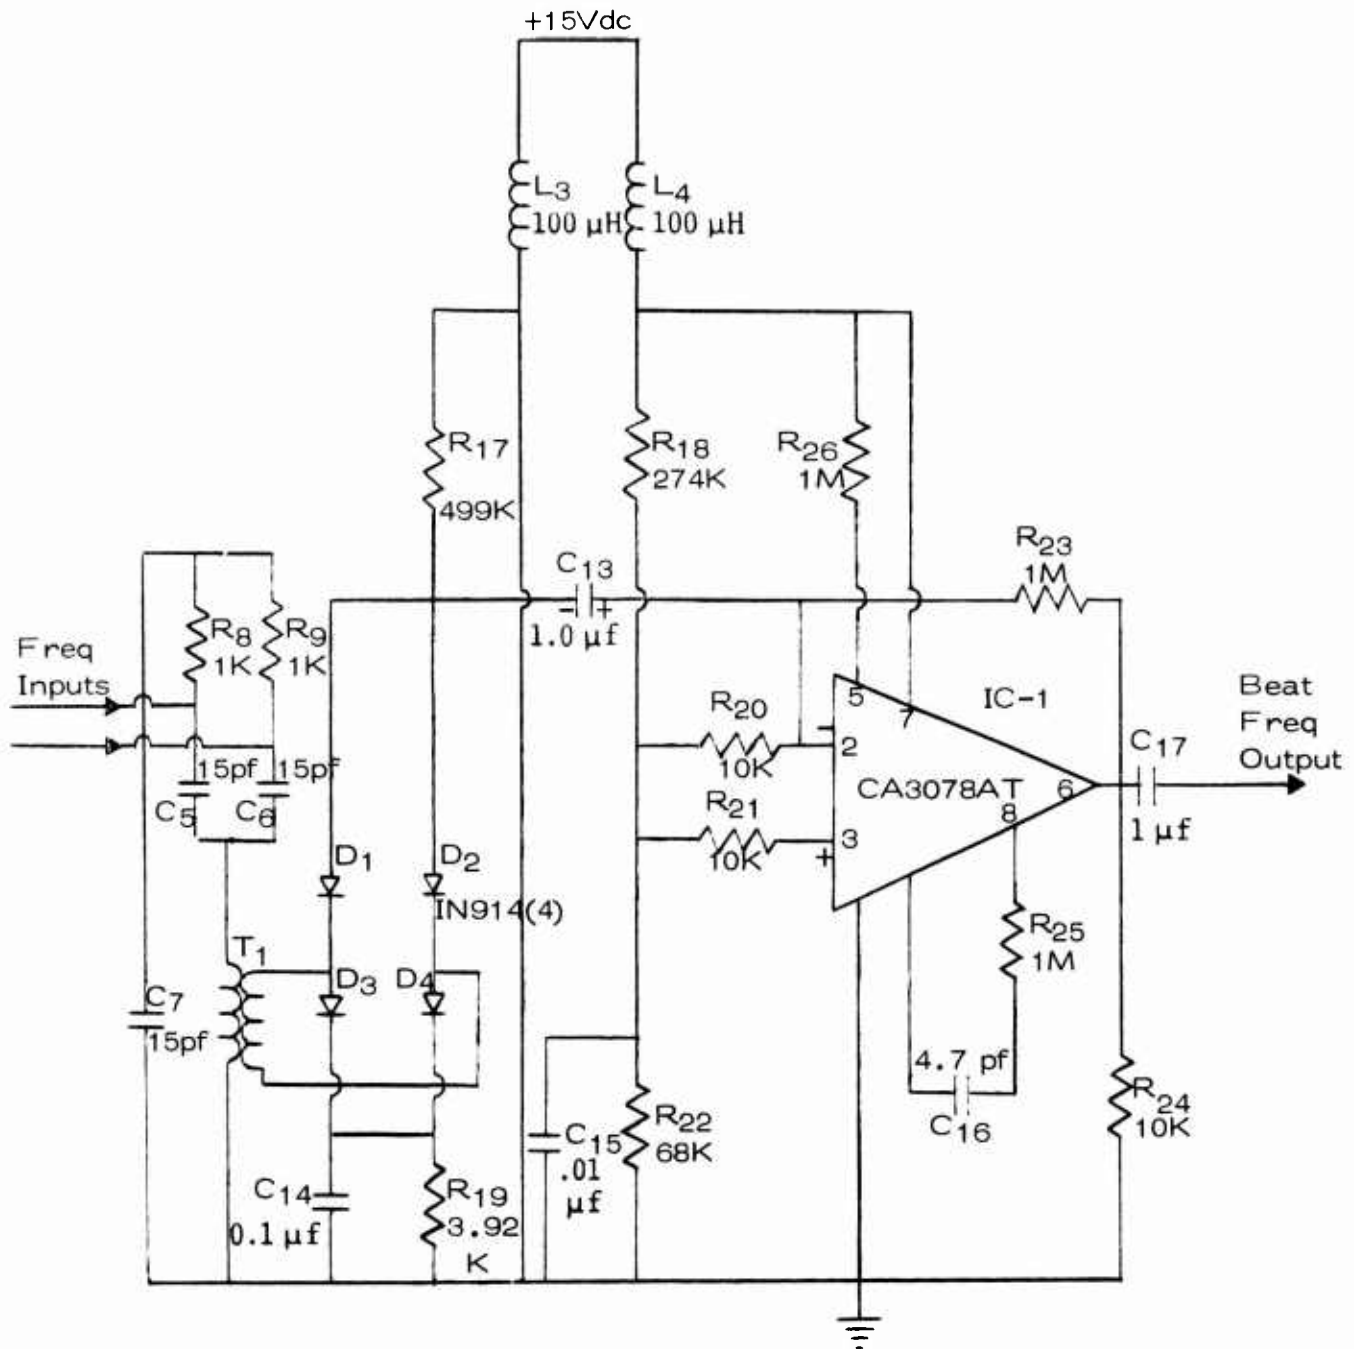 +15Vdc
L3
100 µH
L4
100 µH
R17
499K
R18
274K
R26
1M
R23
1M
C13
- +
1.0 µf
Freq
Inputs
R8
1K
R9
1K
15pf
15pf
C5
C6
R20
10K
R21
10K
5
7
-
2
3
+
6
8
IC-1
CA3078AT
Beat
Freq
Output
C17
1 µf
D1
D2
IN914(4)
T1
D3
D4
C7
15pf
R25
1M
4.7 pf
C16
R24
10K
C14
0.1 µf
R19
3.92
K
C15
.01
µf
R22
68K